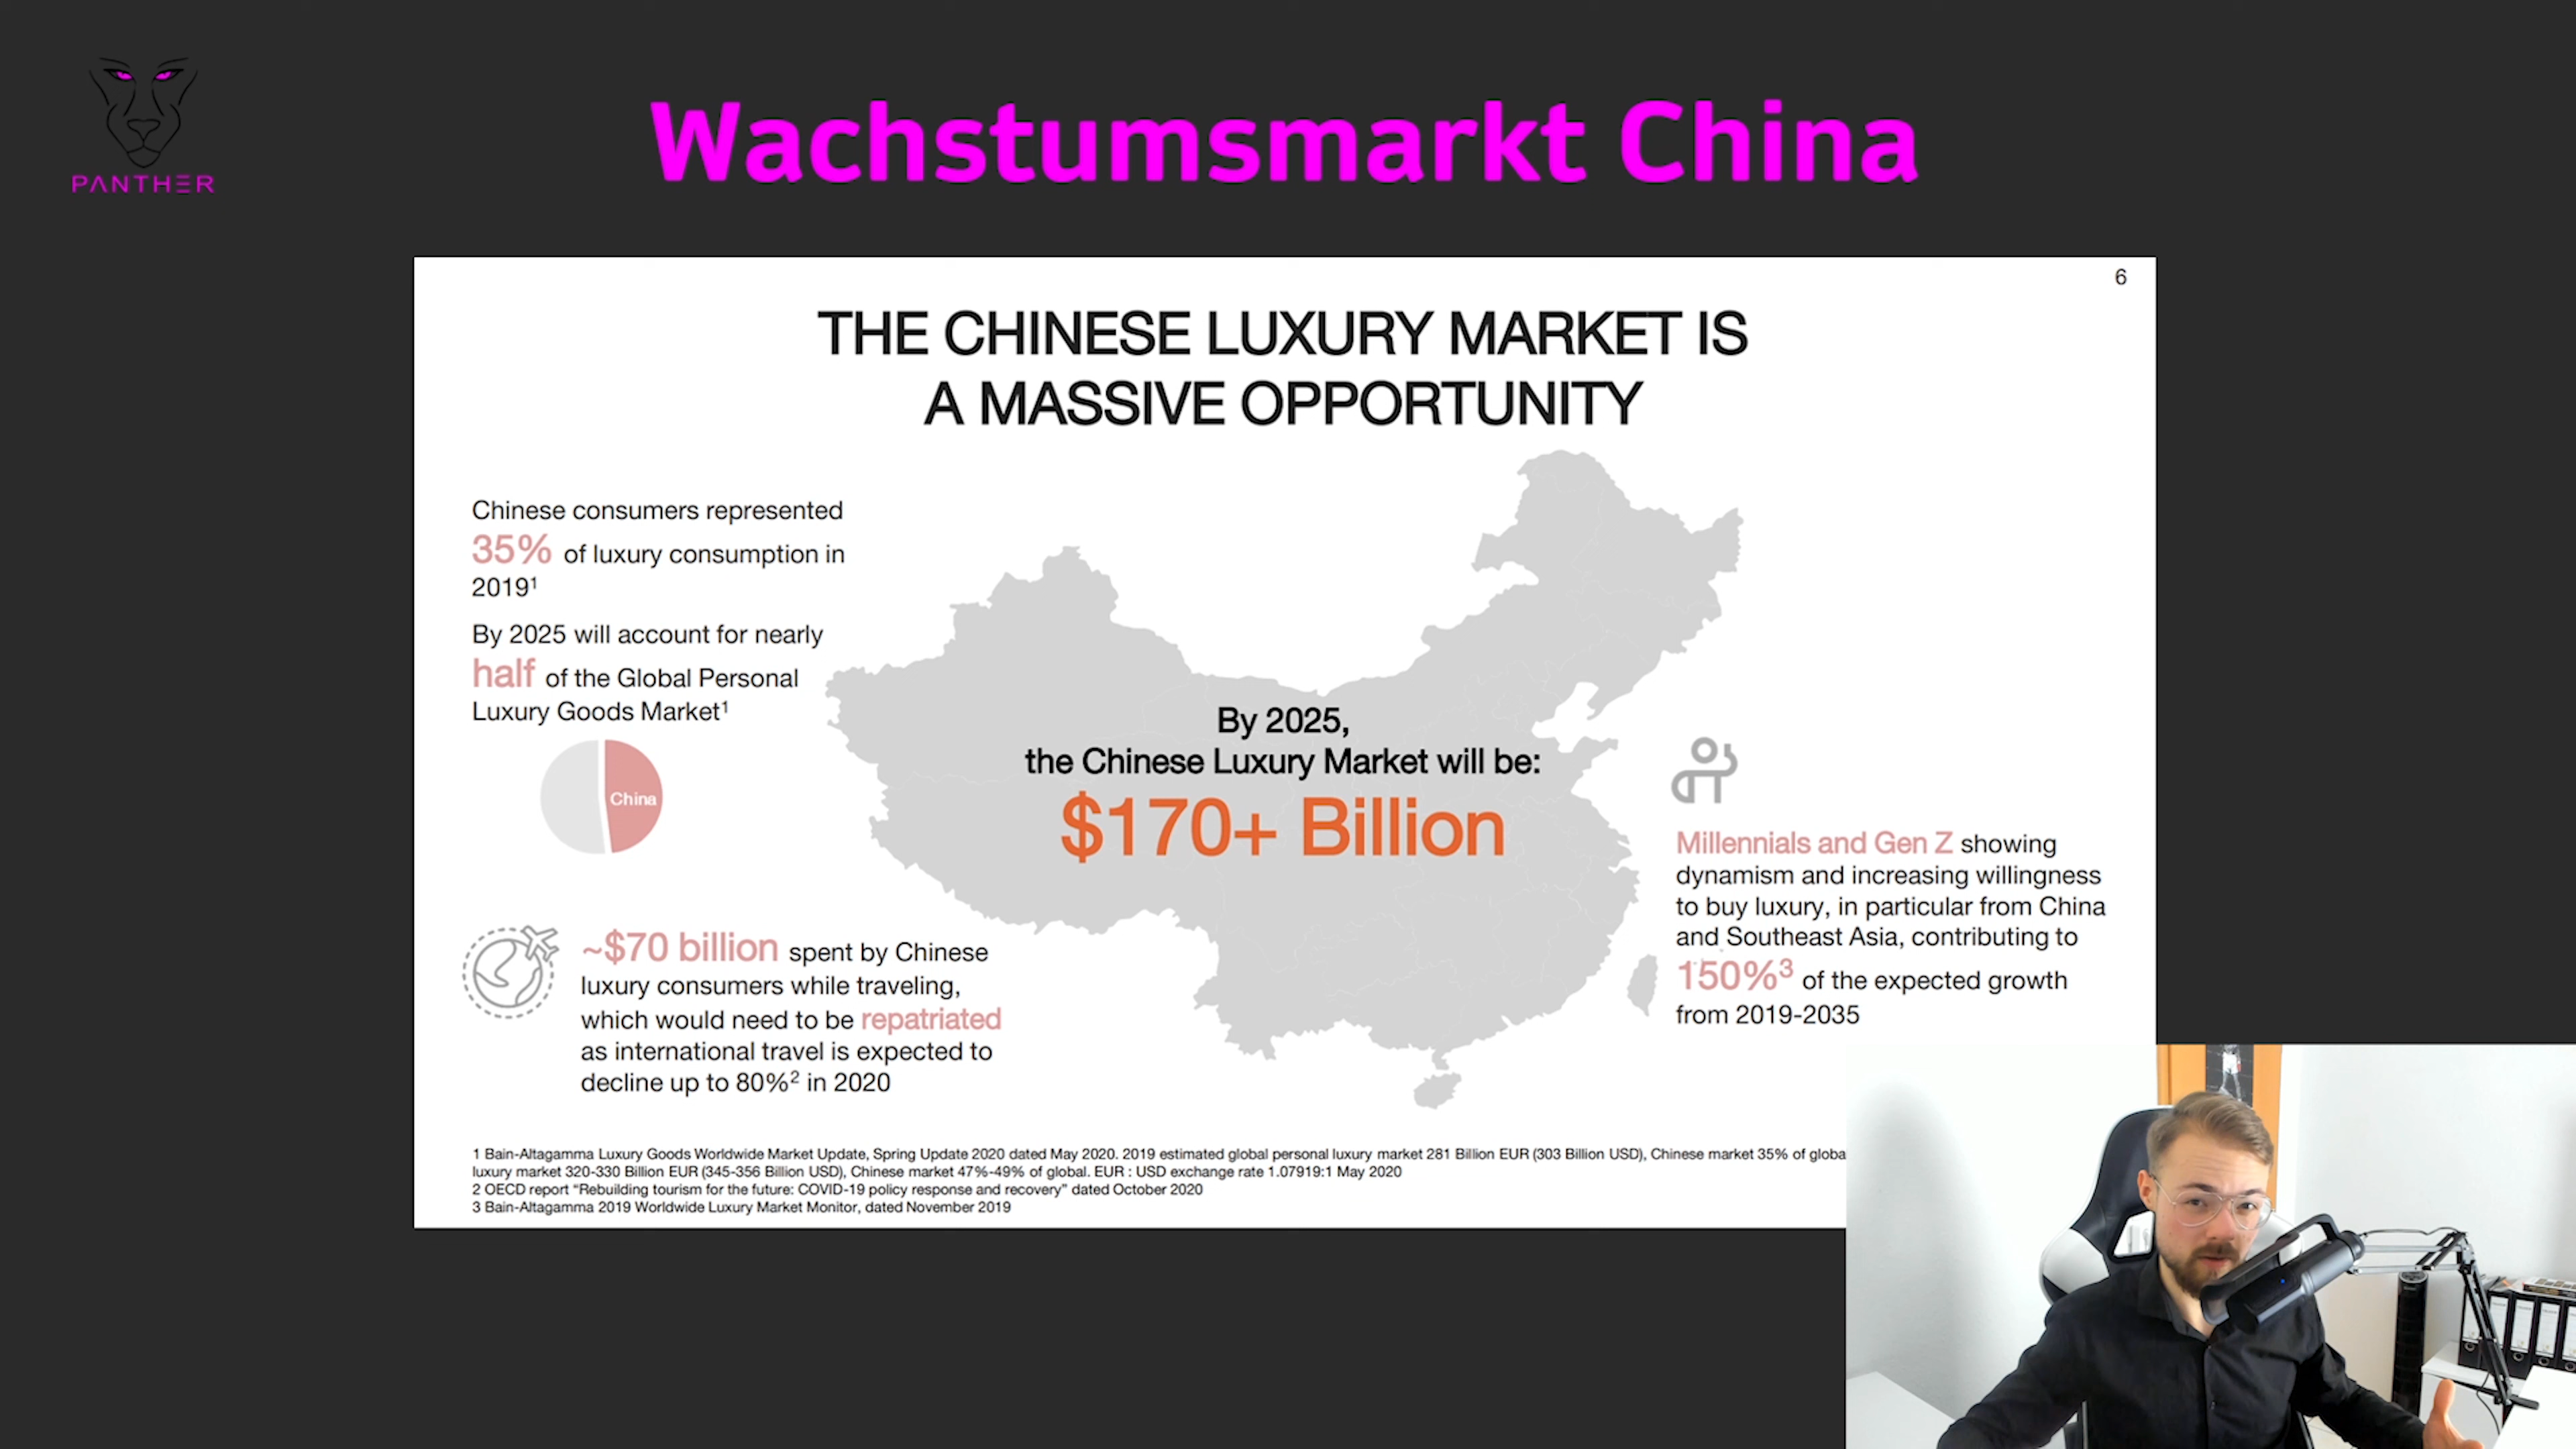 PANTHER
Wachstumsmarkt China
6
THE CHINESE LUXURY MARKET IS
A MASSIVE OPPORTUNITY
Chinese consumers represented
35% of luxury consumption in
2019¹
By 2025 will account for nearly
half of the Global Personal
Luxury Goods Market¹
China
~$70 billion spent by Chinese
luxury consumers while traveling,
which would need to be repatriated
as international travel is expected to
decline up to 80%² in 2020
By 2025,
the Chinese Luxury Market will be:
$170+ Billion
Millennials and Gen Z showing
dynamism and increasing willingness
to buy luxury, in particular from China
and Southeast Asia, contributing to
150%³ of the expected growth
from 2019-2035
1 Bain-Altagamma Luxury Goods Worldwide Market Update, Spring Update 2020 dated May 2020. 2019 estimated global personal luxury market 281 Billion EUR (303 Billion USD), Chinese market 35% of globa
luxury market 320-330 Billion EUR (345-356 Billion USD), Chinese market 47%-49% of global. EUR : USD exchange rate 1.07919:1 May 2020
2 OECD report “Rebuilding tourism for the future: COVID-19 policy response and recovery” dated October 2020
3 Bain-Altagamma 2019 Worldwide Luxury Market Monitor, dated November 2019